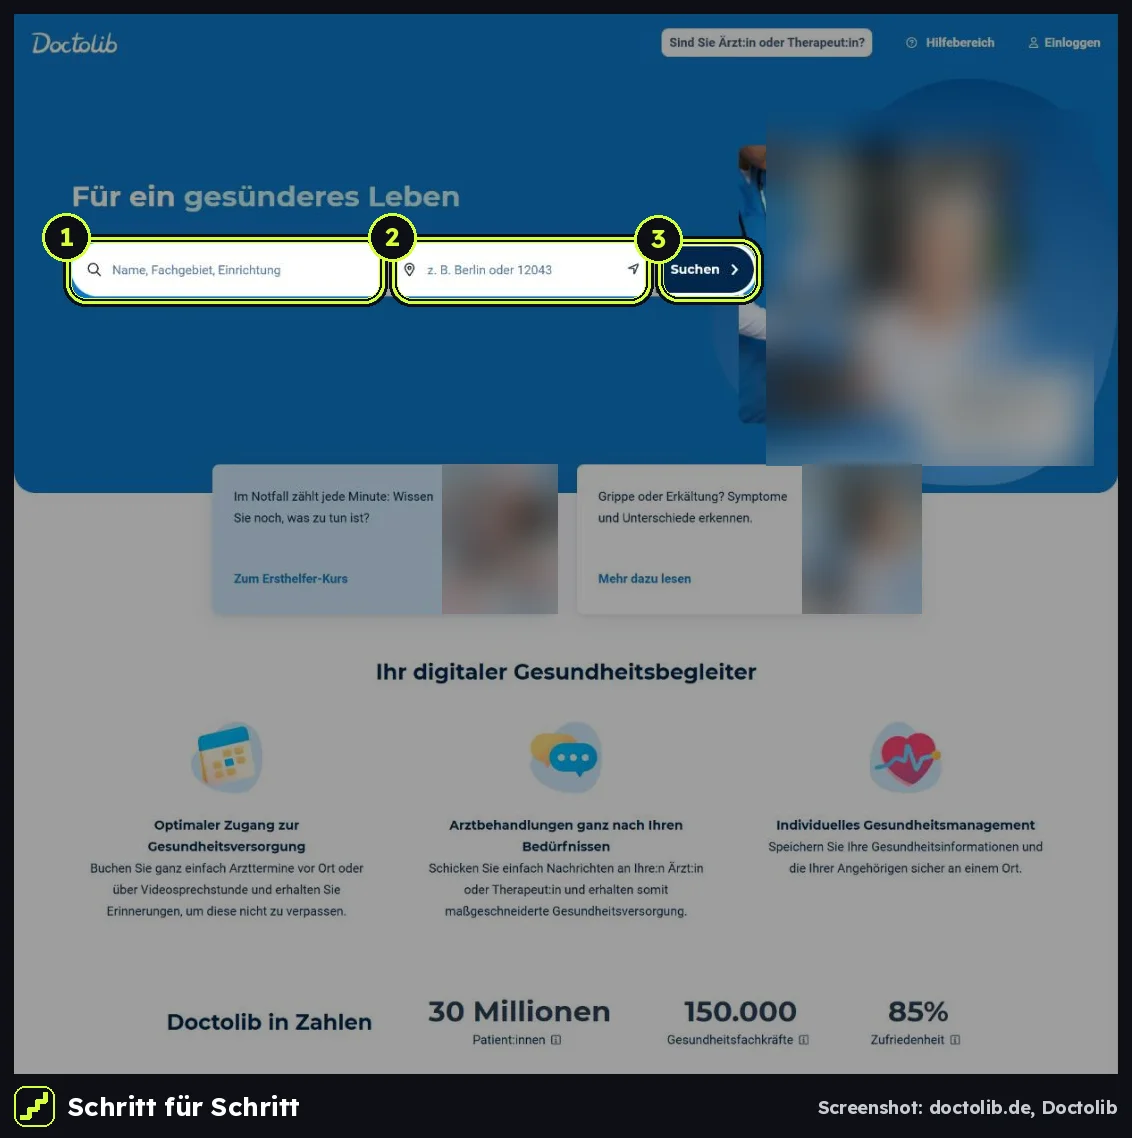 Doctolib
Sind Sie Ärzt:in oder Therapeut:in?
Hilfebereich
Einloggen
Für ein gesünderes Leben
1
2
3
Name, Fachgebiet, Einrichtung
z. B. Berlin oder 12043
Suchen
Im Notfall zählt jede Minute: Wissen
Sie noch, was zu tun ist?
Zum Ersthelfer-Kurs
Grippe oder Erkältung? Symptome
und Unterschiede erkennen.
Mehr dazu lesen
Ihr digitaler Gesundheitsbegleiter
Optimaler Zugang zur
Gesundheitsversorgung
Buchen Sie ganz einfach Arzttermine vor Ort oder
über Videosprechstunde und erhalten Sie
Erinnerungen, um diese nicht zu verpassen.
Arztbehandlungen ganz nach Ihren
Bedürfnissen
Schicken Sie einfach Nachrichten an Ihre:n Ärzt:in
oder Therapeut:in und erhalten somit
maßgeschneiderte Gesundheitsversorgung.
Individuelles Gesundheitsmanagement
Speichern Sie Ihre Gesundheitsinformationen und
die Ihrer Angehörigen sicher an einem Ort.
Doctolib in Zahlen
30 Millionen
Patient:innen
150.000
Gesundheitsfachkräfte
85%
Zufriedenheit
Schritt für Schritt
Screenshot: doctolib.de, Doctolib